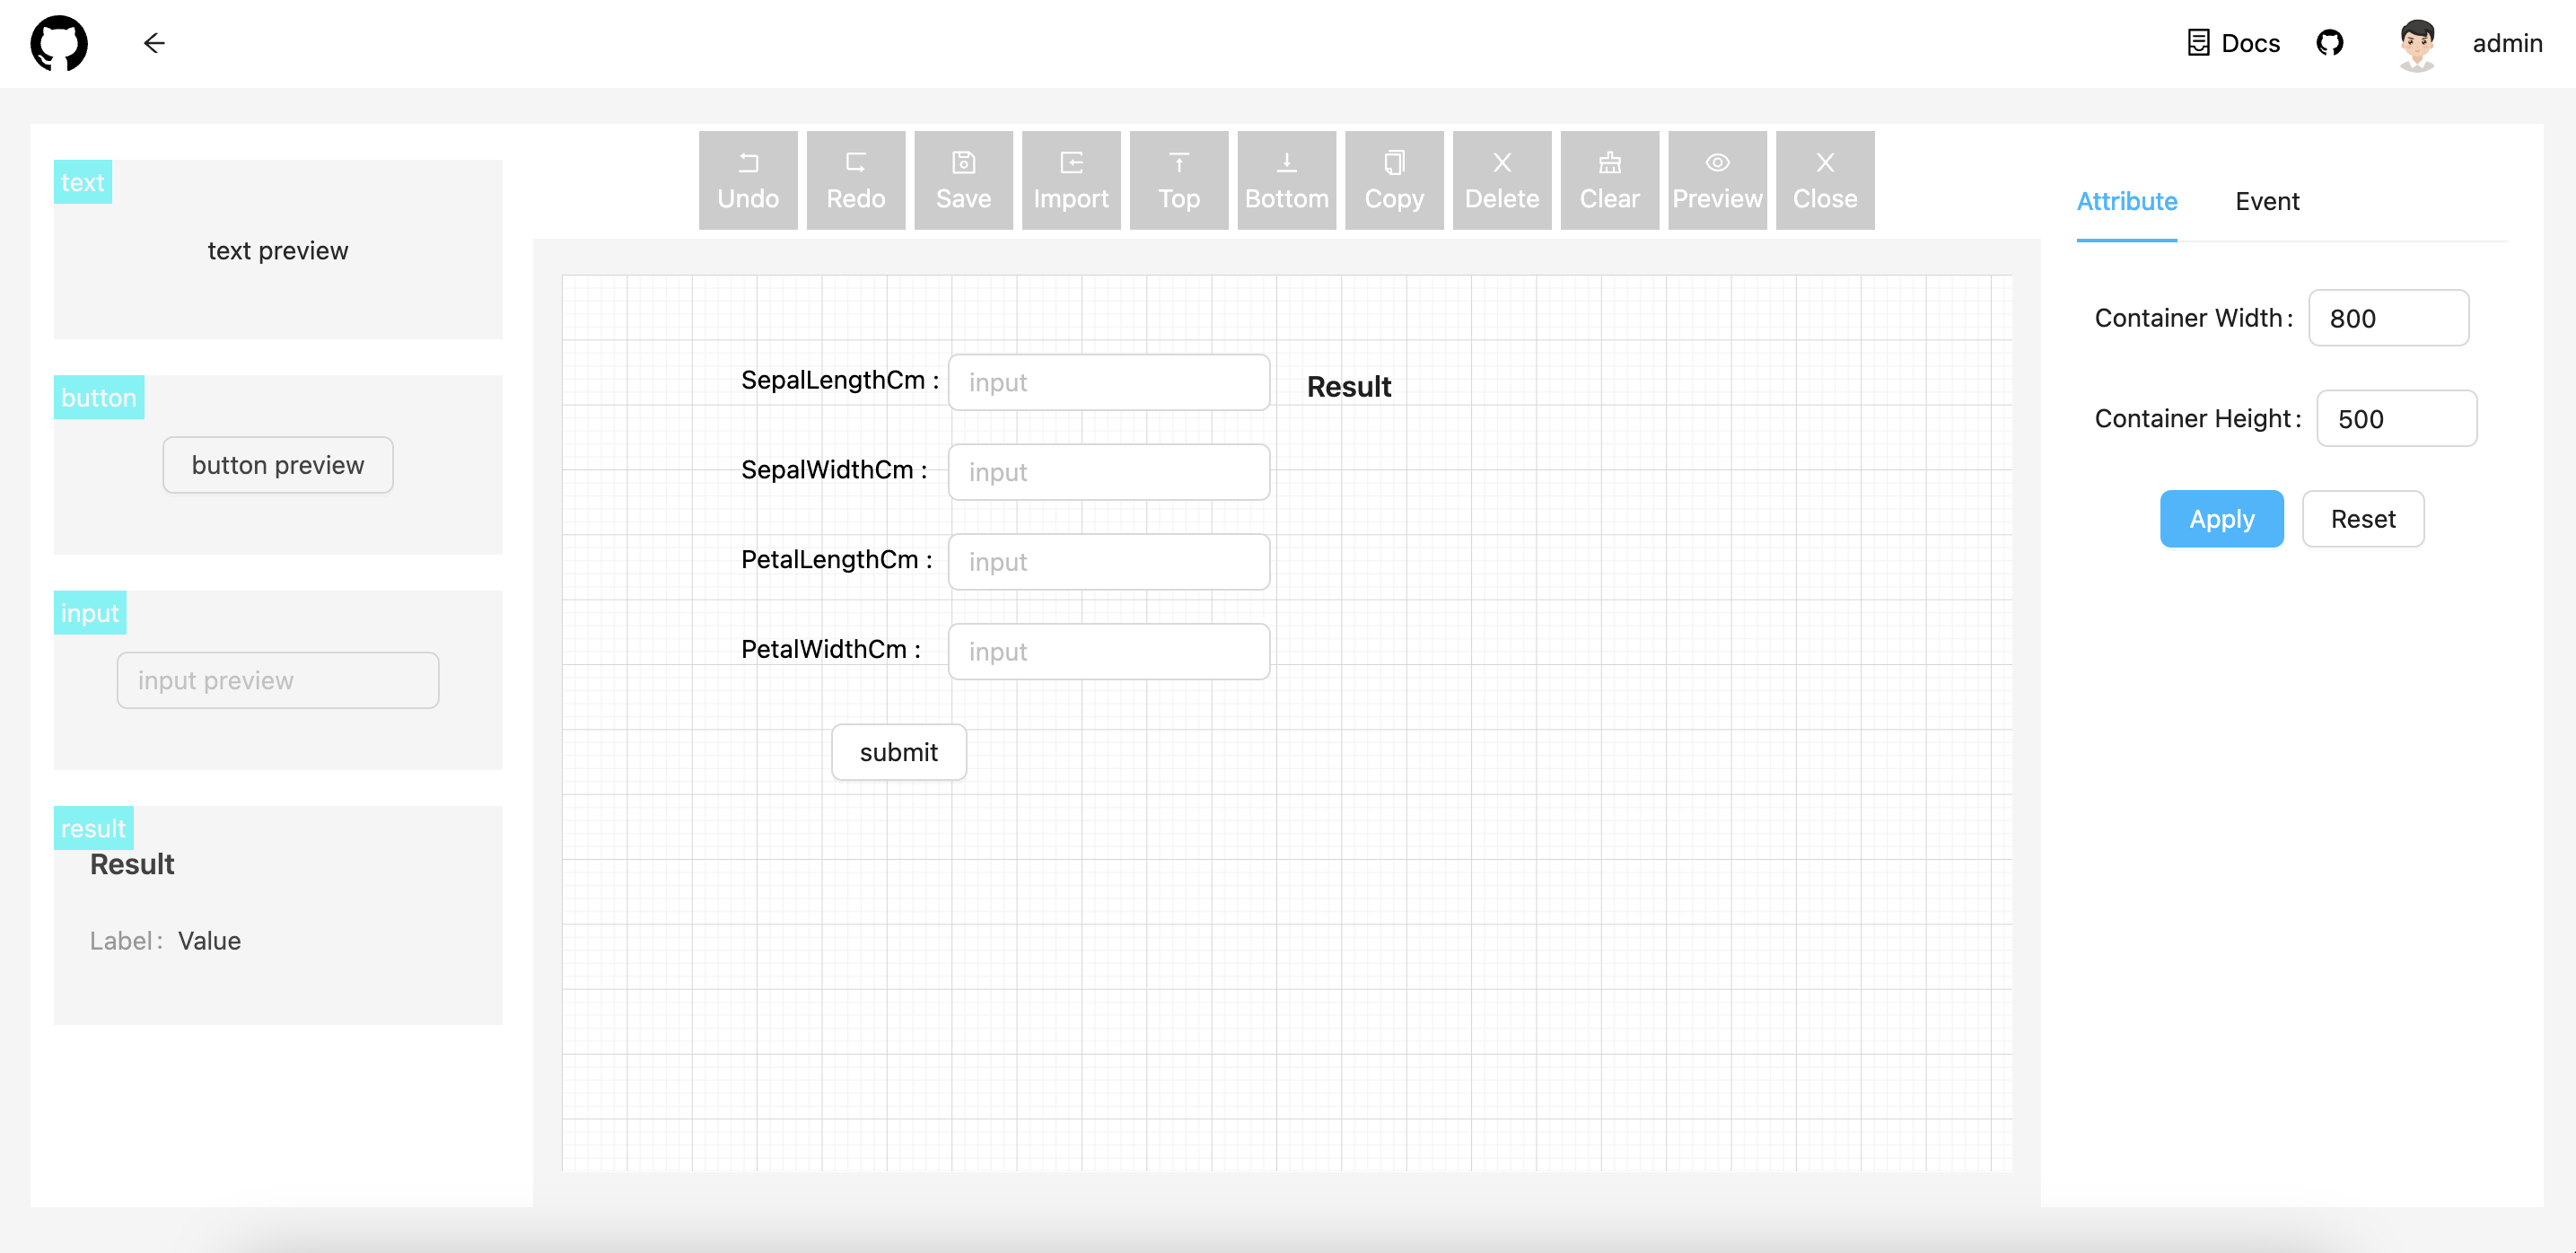 Docs
admin
text
text preview
button
button preview
input
input preview
result
Result
Label : Value
Undo Redo Save Import Top Bottom Copy Delete Clear Preview Close
SepalLengthCm : input
Result
SepalWidthCm : input
PetalLengthCm : input
PetalWidthCm : input
submit
Attribute Event
Container Width : 800
Container Height : 500
Apply Reset